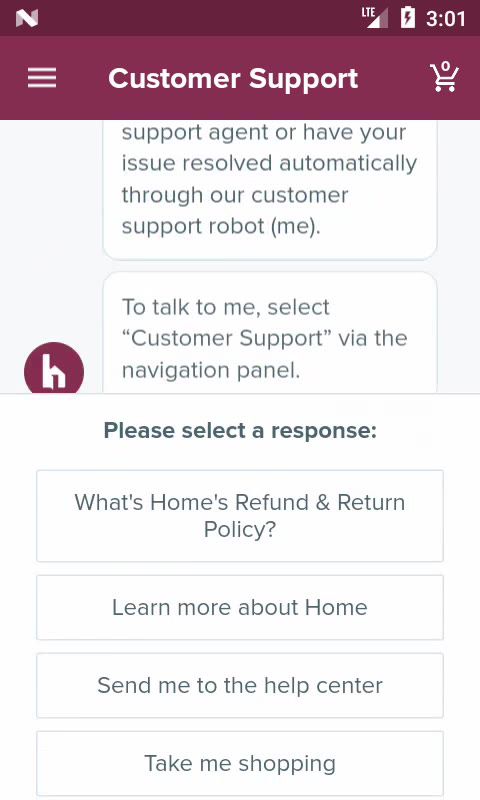 LTE 3:01
Customer Support
0
support agent or have your
issue resolved automatically
through our customer
support robot (me).
To talk to me, select
“Customer Support” via the
navigation panel.
h
Please select a response:
What's Home's Refund & Return
Policy?
Learn more about Home
Send me to the help center
Take me shopping